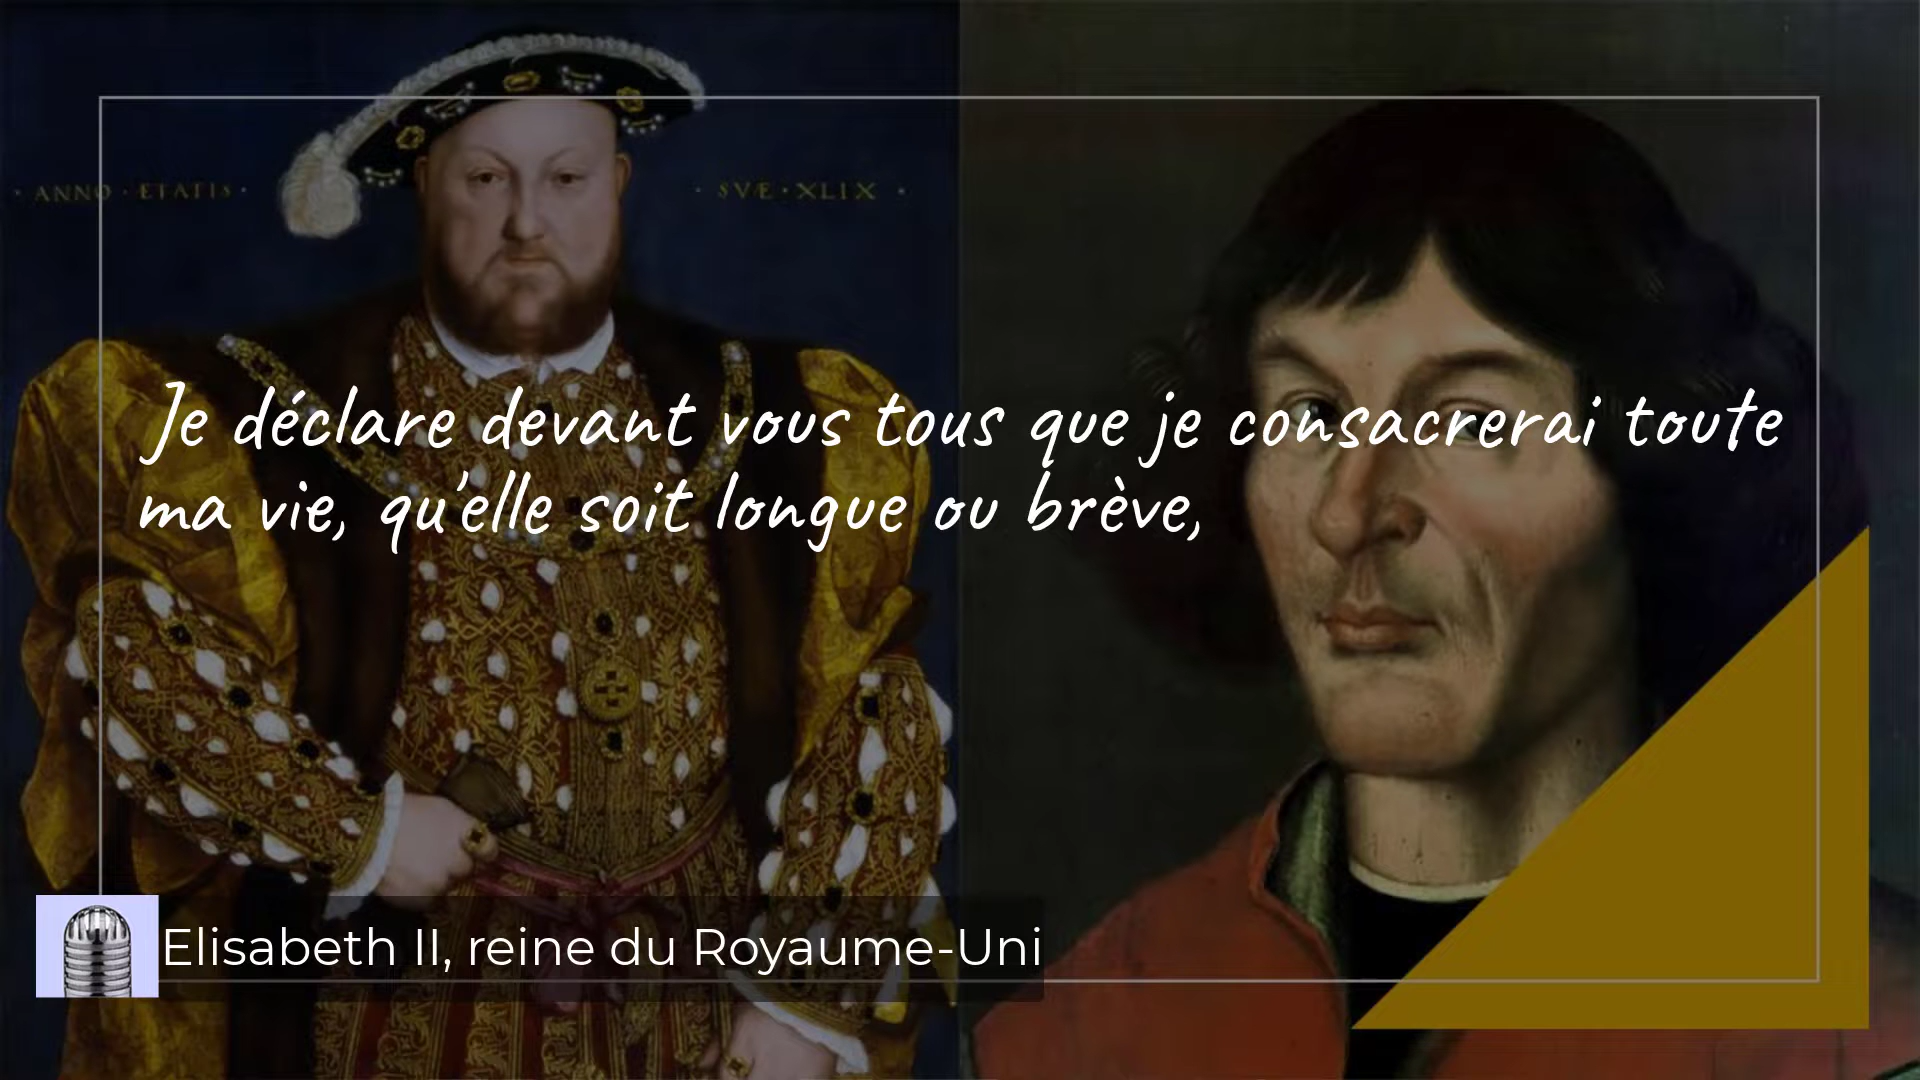 · ANNO · ETATIS · · SVÆ · XLIX ·
Je déclare devant vous tous que je consacrerai toute
ma vie, qu'elle soit longue ou brève,
Elisabeth II, reine du Royaume-Uni